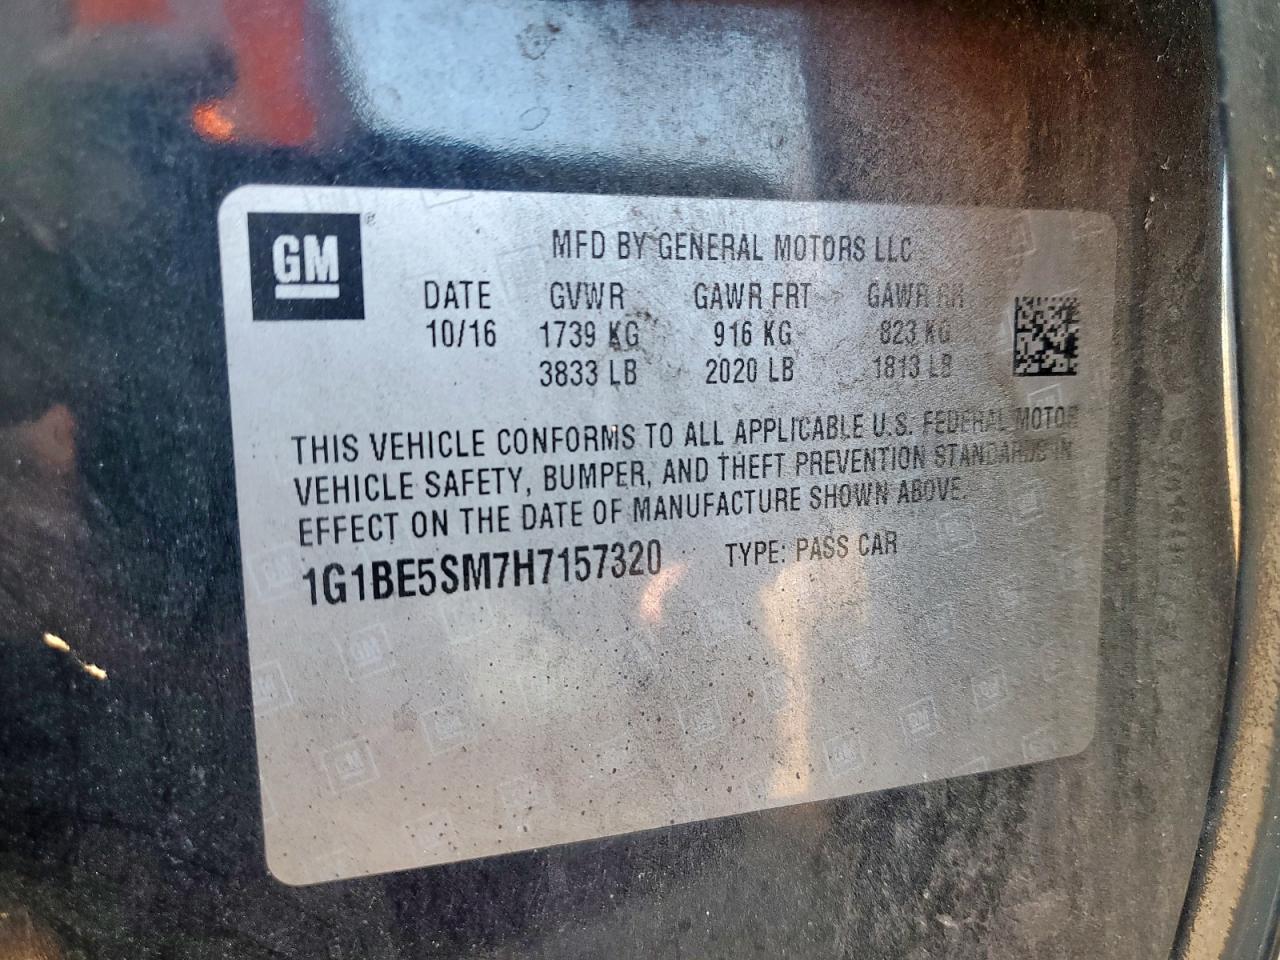 GM
MFD BY GENERAL MOTORS LLC
DATE GVWR GAWR FRT GAWR RR
10/16 1739 KG 916 KG 823 KG
3833 LB 2020 LB 1813 LB
THIS VEHICLE CONFORMS TO ALL APPLICABLE U.S. FEDERAL MOTOR
VEHICLE SAFETY, BUMPER, AND THEFT PREVENTION STANDARDS IN
EFFECT ON THE DATE OF MANUFACTURE SHOWN ABOVE.
1G1BE5SM7H7157320 TYPE: PASS CAR